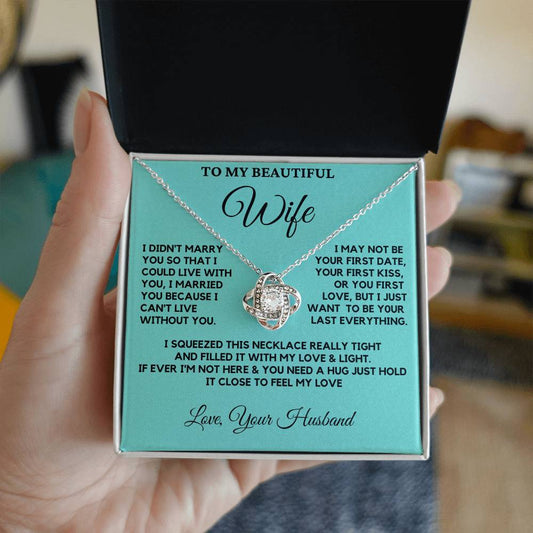 TO MY BEAUTIFUL
Wife
I DIDN'T MARRY
YOU SO THAT I
COULD LIVE WITH
YOU, I MARRIED
YOU BECAUSE I
CAN'T LIVE
WITHOUT YOU.
I MAY NOT BE
YOUR FIRST DATE,
YOUR FIRST KISS,
OR YOU FIRST
LOVE, BUT I JUST
WANT TO BE YOUR
LAST EVERYTHING.
I SQUEEZED THIS NECKLACE REALLY TIGHT
AND FILLED IT WITH MY LOVE & LIGHT.
IF EVER I'M NOT HERE & YOU NEED A HUG JUST HOLD
IT CLOSE TO FEEL MY LOVE
Love, Your Husband